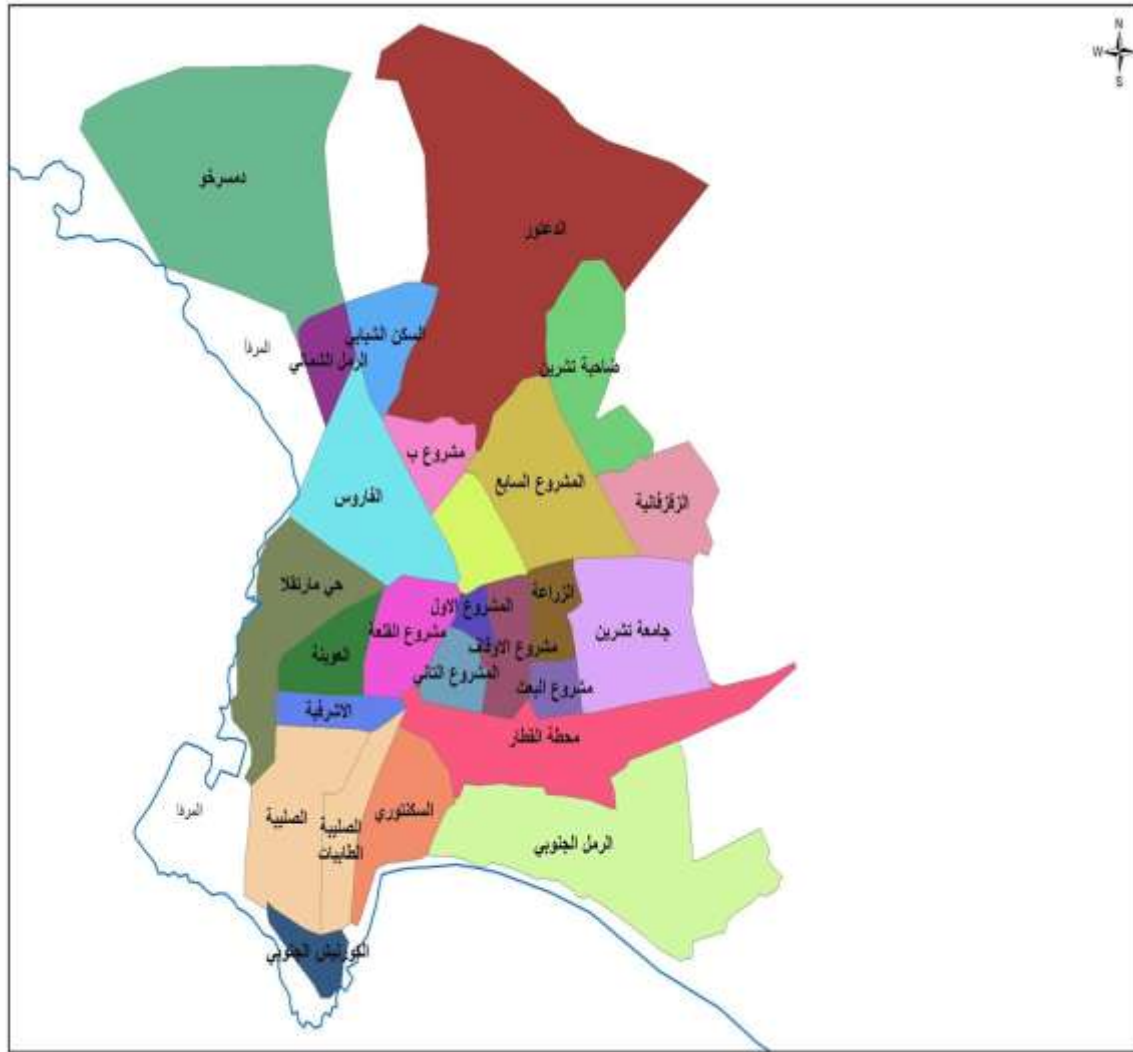 N
W
S
دمسرخو
الدعتور
السكن الشبابي
المرفأ
الرمل الشمالي
ضاحية تشرين
مشروع ب
المشروع السابع
الفاروس
الزقزقانية
حي مارتقلا
الزراعة
المشروع الاول
جامعة تشرين
مشروع القلعة
مشروع الاوقاف
العوينة
المشروع الثاني
مشروع البعث
الاشرفية
محطة القطار
المرفأ
الصليبة
السكنتوري
الصليبة
الطابيات
الرمل الجنوبي
الكورنيش الجنوبي